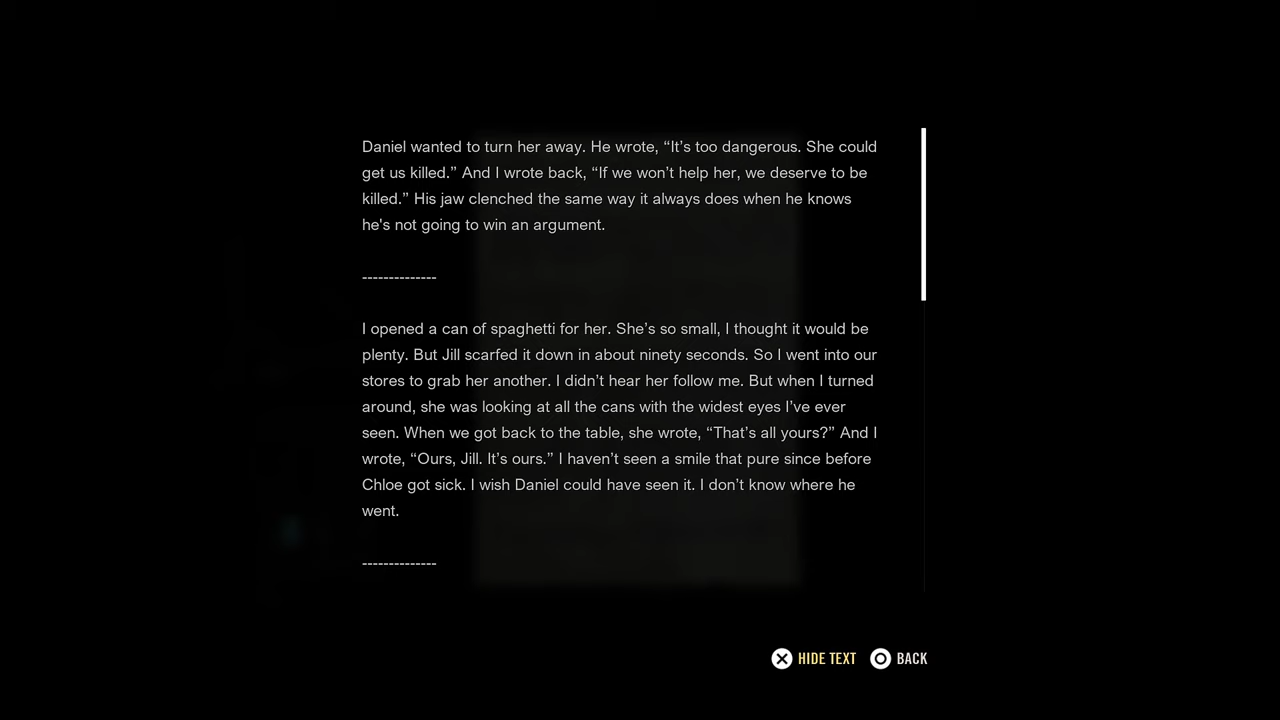 Daniel wanted to turn her away. He wrote, “It’s too dangerous. She could
get us killed.” And I wrote back, “If we won’t help her, we deserve to be
killed.” His jaw clenched the same way it always does when he knows
he's not going to win an argument.
--------------
I opened a can of spaghetti for her. She’s so small, I thought it would be
plenty. But Jill scarfed it down in about ninety seconds. So I went into our
stores to grab her another. I didn’t hear her follow me. But when I turned
around, she was looking at all the cans with the widest eyes I’ve ever
seen. When we got back to the table, she wrote, “That’s all yours?” And I
wrote, “Ours, Jill. It’s ours.” I haven’t seen a smile that pure since before
Chloe got sick. I wish Daniel could have seen it. I don’t know where he
went.
--------------
HIDE TEXT BACK